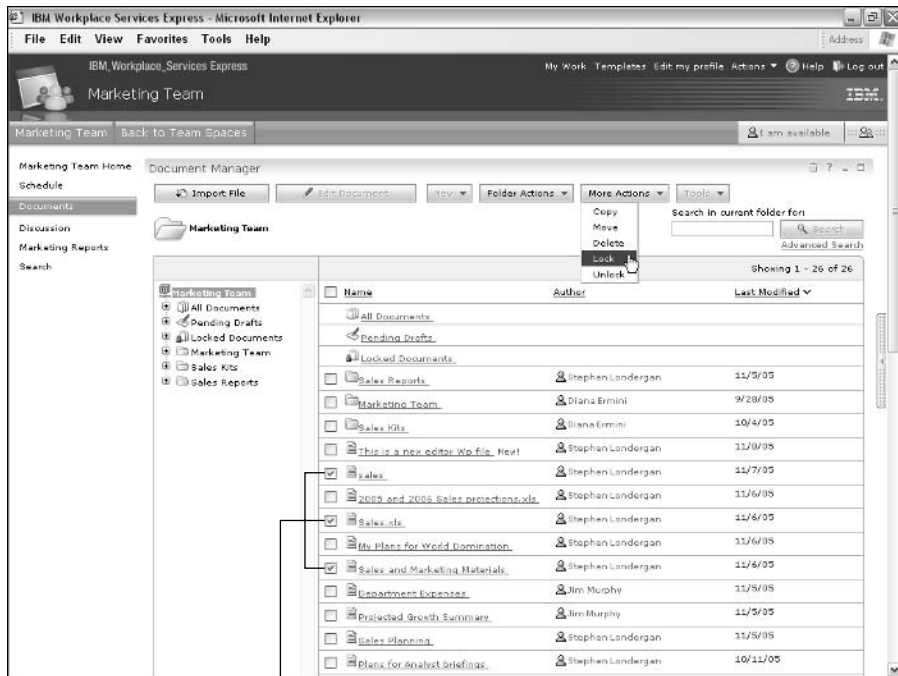 IBM Workplace Services Express - Microsoft Internet Explorer
File Edit View Favorites Tools Help
Address
IBM_Workplace_Services Express
My Work Templates Edit my profile Actions Help Log out
Marketing Team
IBM.
Marketing Team Back to Team Spaces
I am available
Marketing Team Home
Schedule
Documents
Discussion
Marketing Reports
Search
Document Manager
Import File Edit Document New Folder Actions More Actions Tools
Copy
Move
Delete
Lock
Unlock
Marketing Team
Search in current folder for:
Search
Advanced Search
Showing 1 - 26 of 26
Marketing Team
All Documents
Pending Drafts
Locked Documents
Marketing Team
Sales Kits
Sales Reports
Name Author Last Modified
All Documents
Pending Drafts
Locked Documents
Sales Reports Stephen Londergan 11/5/05
Marketing Team Diana Ermini 9/28/05
Sales Kits Diana Ermini 10/4/05
This is a new editor Wp file New! Stephen Londergan 11/8/05
sales Stephen Londergan 11/7/05
2005 and 2006 Sales projections.xls Stephen Londergan 11/6/05
Sales.xls Stephen Londergan 11/6/05
My Plans for World Domination Stephen Londergan 11/6/05
Sales and Marketing Materials Stephen Londergan 11/6/05
Department Expenses Jim Murphy 11/5/05
Projected Growth Summary Jim Murphy 11/5/05
Sales Planning Stephen Londergan 11/5/05
Plans for Analyst briefings Stephen Londergan 10/11/05